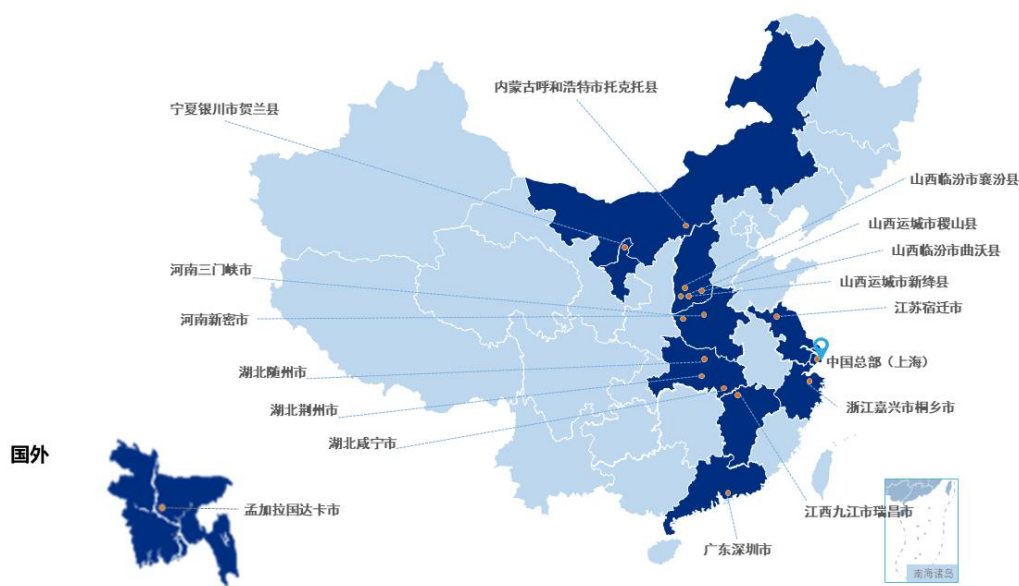 内蒙古呼和浩特市托克托县
宁夏银川市贺兰县
山西临汾市襄汾县
山西运城市稷山县
山西临汾市曲沃县
河南三门峡市
山西运城市新绛县
江苏宿迁市
河南新密市
中国总部（上海）
湖北随州市
浙江嘉兴市桐乡市
湖北荆州市
湖北咸宁市
国外
孟加拉国达卡市
江西九江市瑞昌市
广东深圳市
南海诸岛